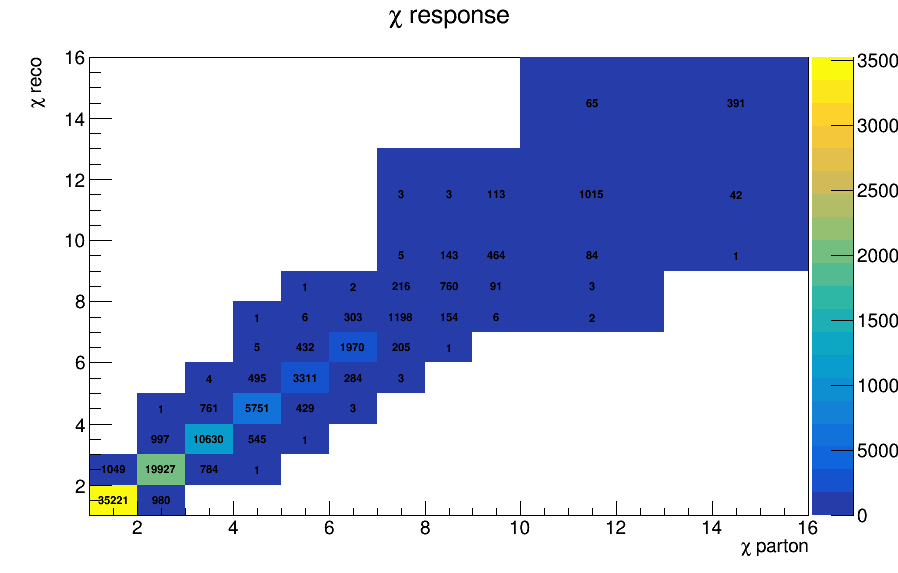 χ response
χ reco
16
14
12
10
8
6
4
2
65 391
3 3 113 1015 42
5 143 464 84 1
1 2 216 760 91 3
1 6 303 1198 154 6 2
5 432 1970 205 1
4 495 3311 284 3
1 761 5751 429 3
997 10630 545 1
1049 19927 784 1
35221 980
2 4 6 8 10 12 14 16
χ parton
3500
3000
2500
2000
1500
1000
5000
0